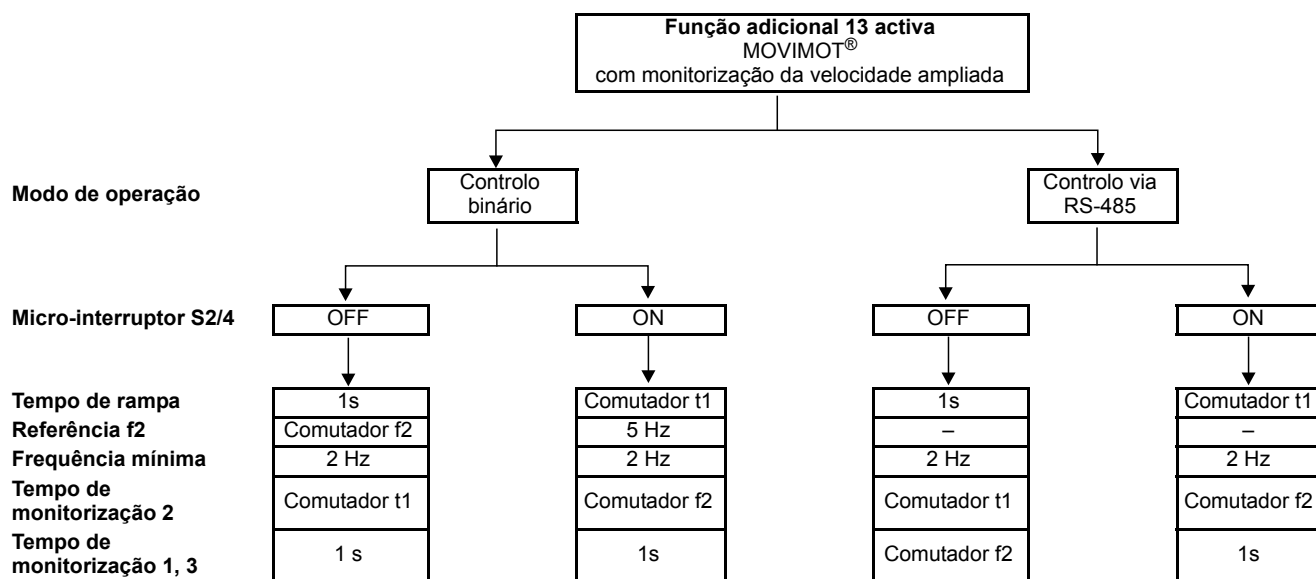 Função adicional 13 activa
MOVIMOT®
com monitorização da velocidade ampliada
Modo de operação
Controlo
binário
Controlo via
RS-485
Micro-interruptor S2/4
OFF
ON
OFF
ON
Tempo de rampa
1s
Comutador t1
1s
Comutador t1
Referência f2
Comutador f2
5 Hz
–
–
Frequência mínima
2 Hz
2 Hz
2 Hz
2 Hz
Tempo de
monitorização 2
Comutador t1
Comutador f2
Comutador t1
Comutador f2
Tempo de
monitorização 1, 3
1 s
1s
Comutador f2
1s